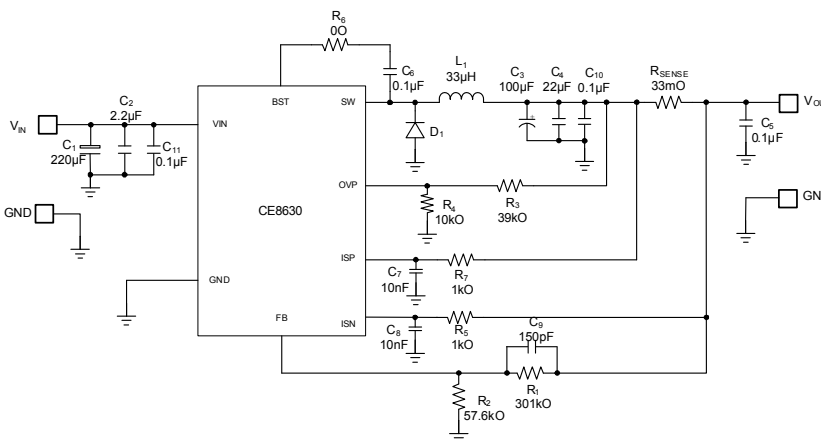 R6
0O
L1
33μH
C6
0.1μF
C3
100μF
C4
22μF
C10
0.1μF
RSENSE
33mO
BST
SW
C2
2.2μF
VIN
VIN
C1
220μF
C11
0.1μF
D1
C5
0.1μF
VOU
OVP
R4
10kO
R3
39kO
GND
CE8630
GN
ISP
C7
10nF
R7
1kO
GND
ISN
FB
C8
10nF
R5
1kO
C9
150pF
R1
301kO
R2
57.6kO